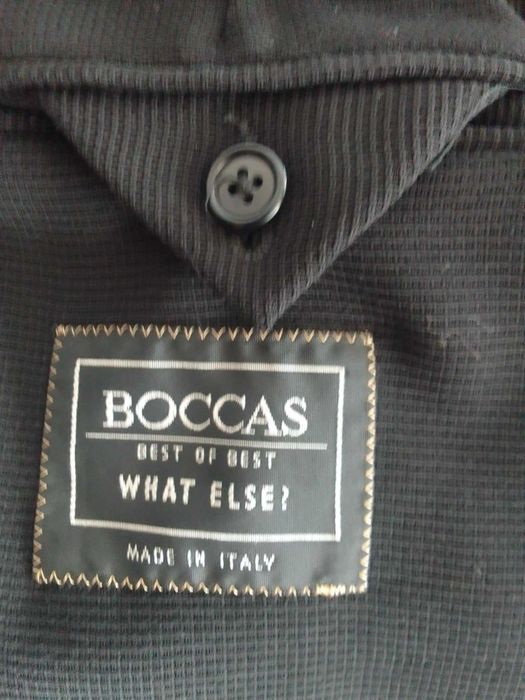 BOCCAS
BEST OF BEST
WHAT ELSE?
MADE IN ITALY